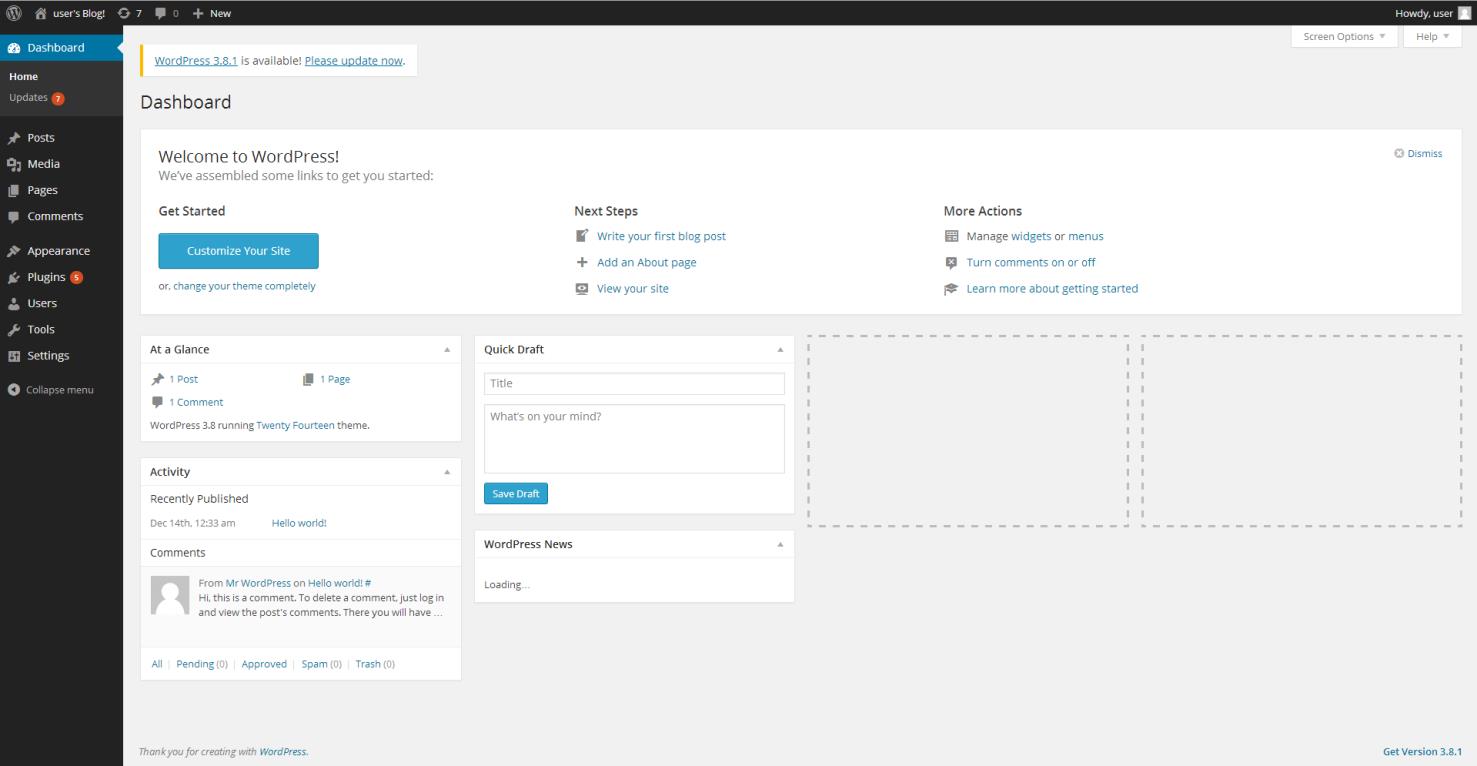 user's Blog! 7 0 New Howdy, user
Screen Options Help
Dashboard
Home
Updates 7
Posts
Media
Pages
Comments
Appearance
Plugins 5
Users
Tools
Settings
Collapse menu
WordPress 3.8.1 is available! Please update now.
Dashboard
Welcome to WordPress!
We've assembled some links to get you started:
Dismiss
Get Started
Customize Your Site
or, change your theme completely
Next Steps
Write your first blog post
Add an About page
View your site
More Actions
Manage widgets or menus
Turn comments on or off
Learn more about getting started
At a Glance
1 Post 1 Page
1 Comment
WordPress 3.8 running Twenty Fourteen theme.
Activity
Recently Published
Dec 14th, 12:33 am Hello world!
Comments
From Mr WordPress on Hello world! #
Hi, this is a comment. To delete a comment, just log in
and view the post's comments. There you will have …
All | Pending (0) | Approved | Spam (0) | Trash (0)
Quick Draft
Title
What's on your mind?
Save Draft
WordPress News
Loading...
Thank you for creating with WordPress.
Get Version 3.8.1